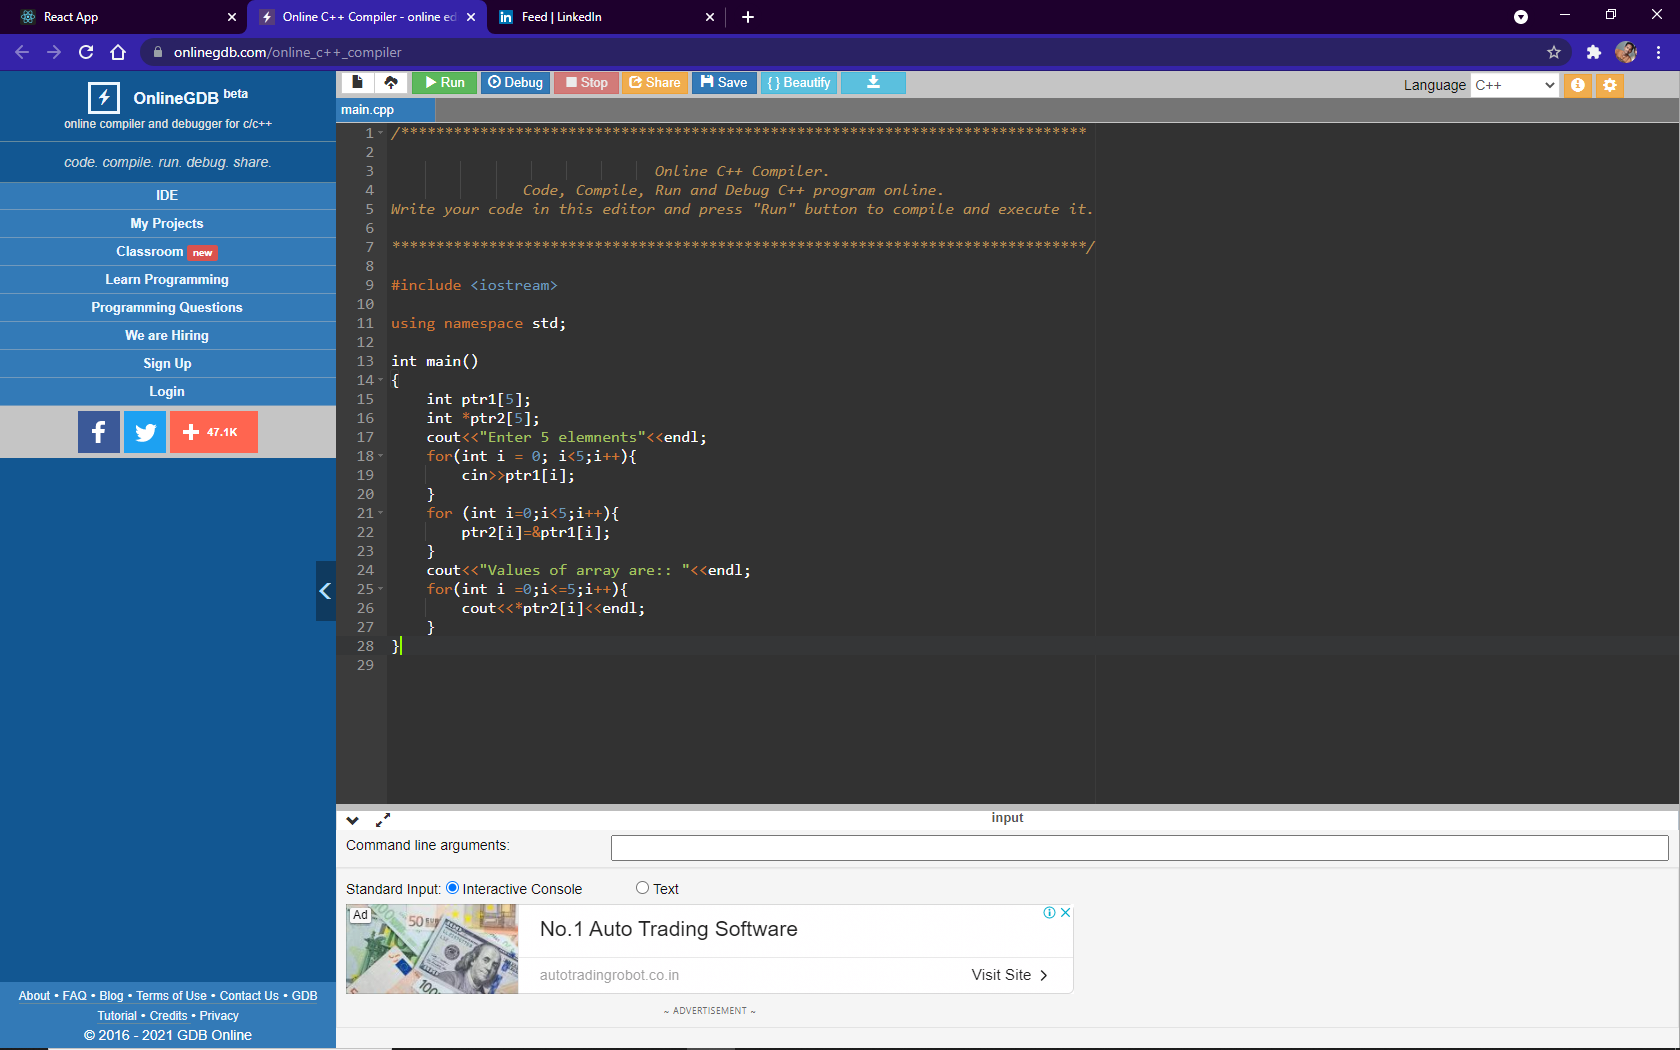 React App
Online C++ Compiler - online ed
Feed | LinkedIn
onlinegdb.com/online_c++_compiler
OnlineGDB beta
online compiler and debugger for c/c++
code. compile. run. debug. share.
IDE
My Projects
Classroom new
Learn Programming
Programming Questions
We are Hiring
Sign Up
Login
47.1K
About • FAQ • Blog • Terms of Use • Contact Us • GDB
Tutorial • Credits • Privacy
© 2016 - 2021 GDB Online
Run Debug Stop Share Save { } Beautify
Language C++
main.cpp
1 /******************************************************************************
2
3 Online C++ Compiler.
4 Code, Compile, Run and Debug C++ program online.
5 Write your code in this editor and press "Run" button to compile and execute it.
6
7 *******************************************************************************/
8
9 #include <iostream>
10
11 using namespace std;
12
13 int main()
14 {
15 int ptr1[5];
16 int *ptr2[5];
17 cout<<"Enter 5 elemnents"<<endl;
18 for(int i = 0; i<5;i++){
19 cin>>ptr1[i];
20 }
21 for (int i=0;i<5;i++){
22 ptr2[i]=&ptr1[i];
23 }
24 cout<<"Values of array are:: "<<endl;
25 for(int i =0;i<=5;i++){
26 cout<<*ptr2[i]<<endl;
27 }
28 }
29
input
Command line arguments:
Standard Input: Interactive Console Text
Ad
No.1 Auto Trading Software
autotradingrobot.co.in
Visit Site
~ ADVERTISEMENT ~